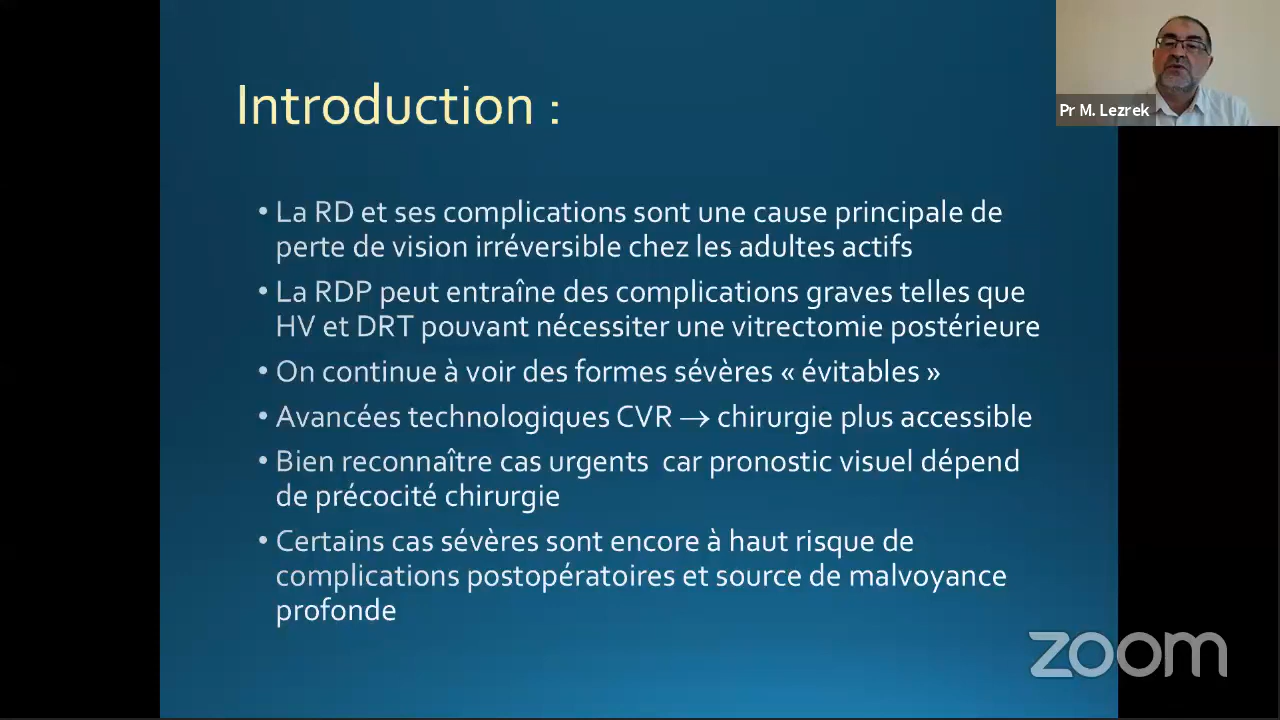 Introduction :
Pr M. Lezrek
• La RD et ses complications sont une cause principale de
perte de vision irréversible chez les adultes actifs
• La RDP peut entraîne des complications graves telles que
HV et DRT pouvant nécessiter une vitrectomie postérieure
• On continue à voir des formes sévères « évitables »
• Avancées technologiques CVR → chirurgie plus accessible
• Bien reconnaître cas urgents  car pronostic visuel dépend
de précocité chirurgie
• Certains cas sévères sont encore à haut risque de
complications postopératoires et source de malvoyance
profonde
zoom